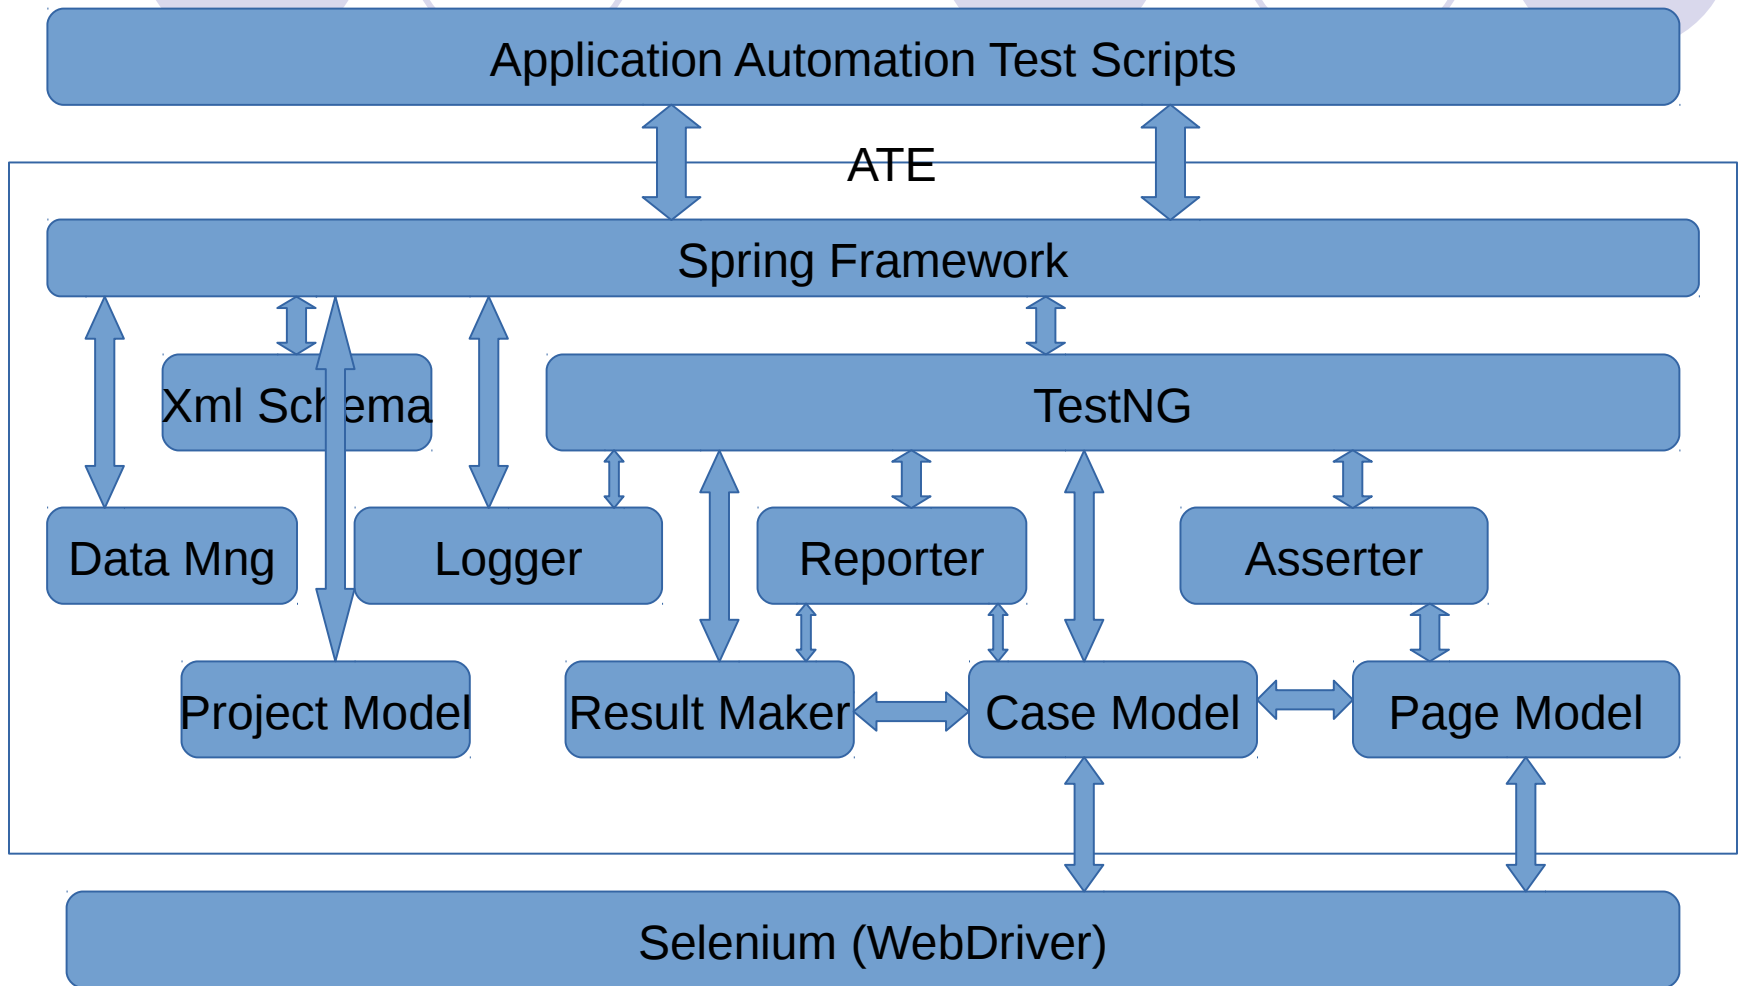 Application Automation Test Scripts
ATE
Spring Framework
Xml Schema
TestNG
Data Mng
Logger
Reporter
Asserter
Project Model
Result Maker
Case Model
Page Model
Selenium (WebDriver)